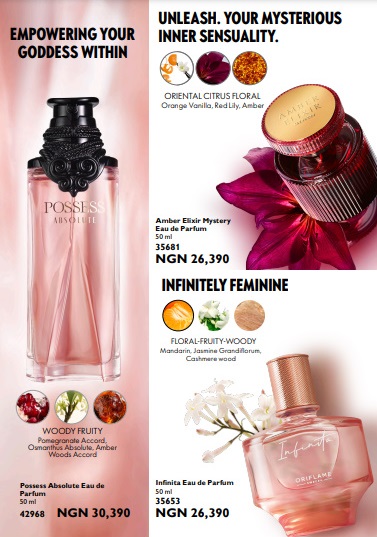 EMPOWERING YOUR
GODDESS WITHIN
POSSESS
ABSOLUTE
WOODY FRUITY
Pomegranate Accord,
Osmanthus Absolute, Amber
Woods Accord
Possess Absolute Eau de
Parfum
50 ml
42968 NGN 30,390
UNLEASH. YOUR MYSTERIOUS
INNER SENSUALITY.
ORIENTAL CITRUS FLORAL
Orange Vanilla, Red Lily, Amber
AMBER
ELIXIR
Amber Elixir Mystery
Eau de Parfum
50 ml
35681
NGN 26,390
INFINITELY FEMININE
FLORAL-FRUITY-WOODY
Mandarin, Jasmine Grandiflorum,
Cashmere wood
Infinita
ORIFLAME
Infinita Eau de Parfum
50 ml
35653
NGN 26,390